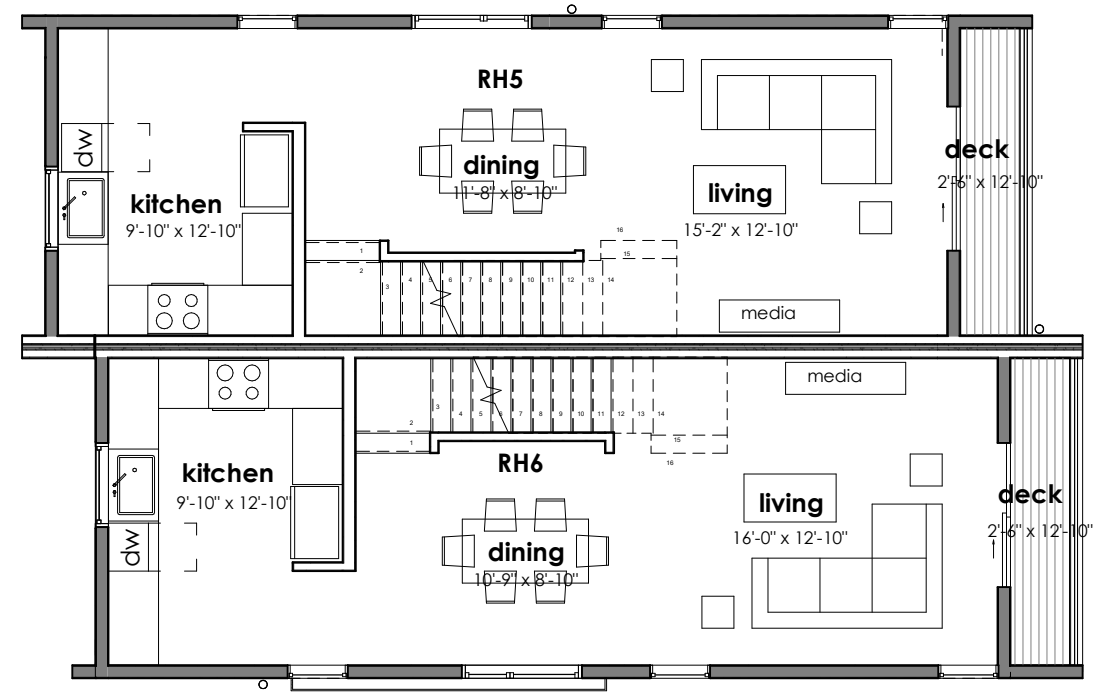 RH5
dw
dining
11'-8" x 8'-10"
deck
2'-6" x 12'-10"
kitchen
9'-10" x 12'-10"
living
15'-2" x 12'-10"
16
15
1
2
3 4 5 6 7 8 9 10 11 12 13 14
media
media
3 4 5 6 7 8 9 10 11 12 13 14
2
1
15
16
RH6
kitchen
9'-10" x 12'-10"
living
16'-0" x 12'-10"
deck
2'-6" x 12'-10"
dw
dining
10'-9" x 8'-10"